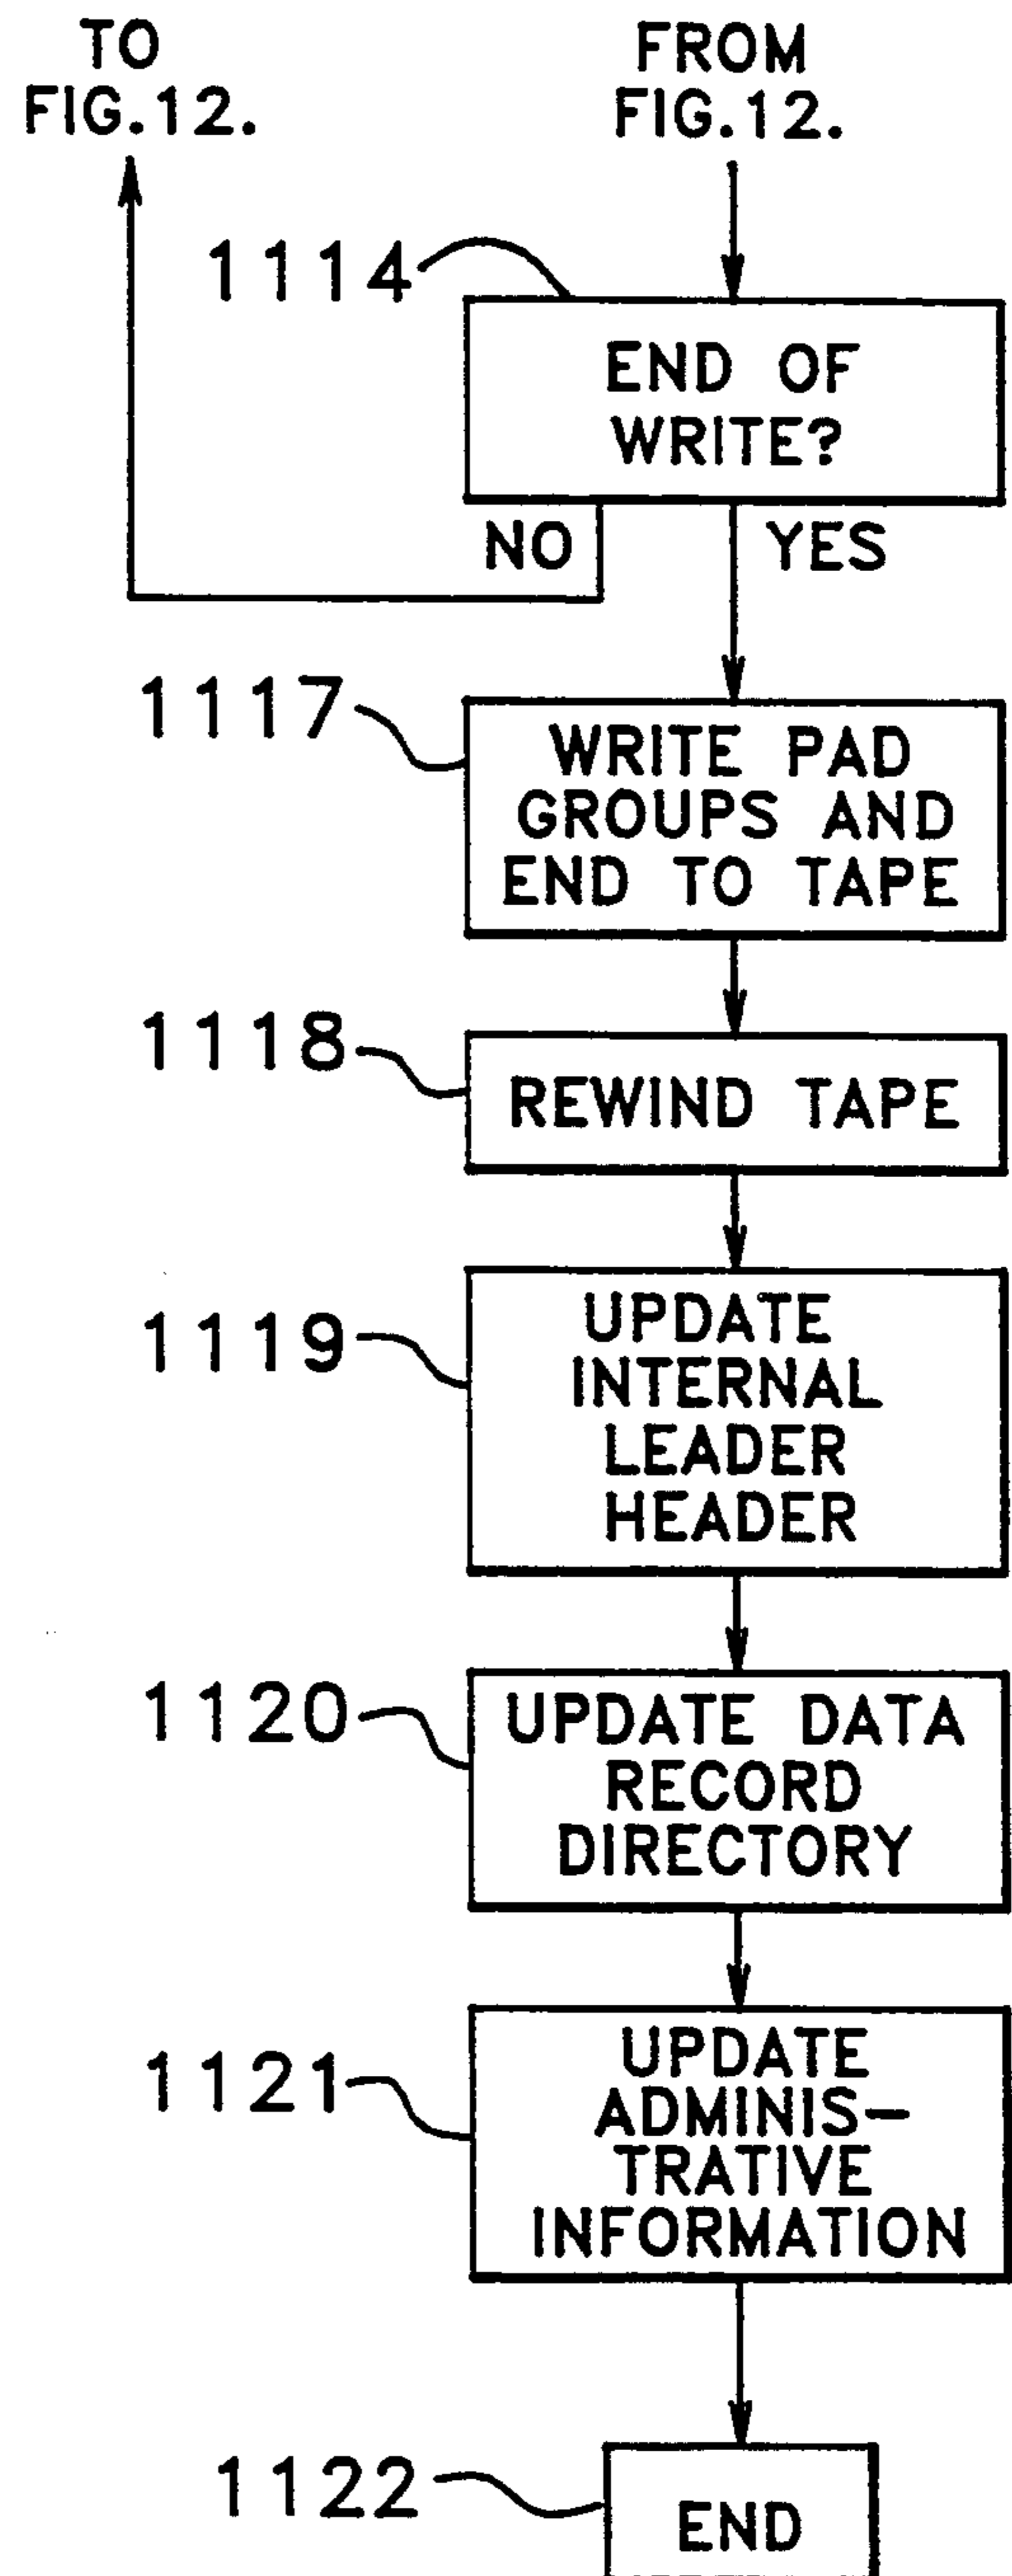 TO
FIG.12.
FROM
FIG.12.
1114
END OF
WRITE?
NO
YES
1117
WRITE PAD
GROUPS AND
END TO TAPE
1118
REWIND TAPE
1119
UPDATE
INTERNAL
LEADER
HEADER
1120
UPDATE DATA
RECORD
DIRECTORY
1121
UPDATE
ADMINIS-
TRATIVE
INFORMATION
1122
END